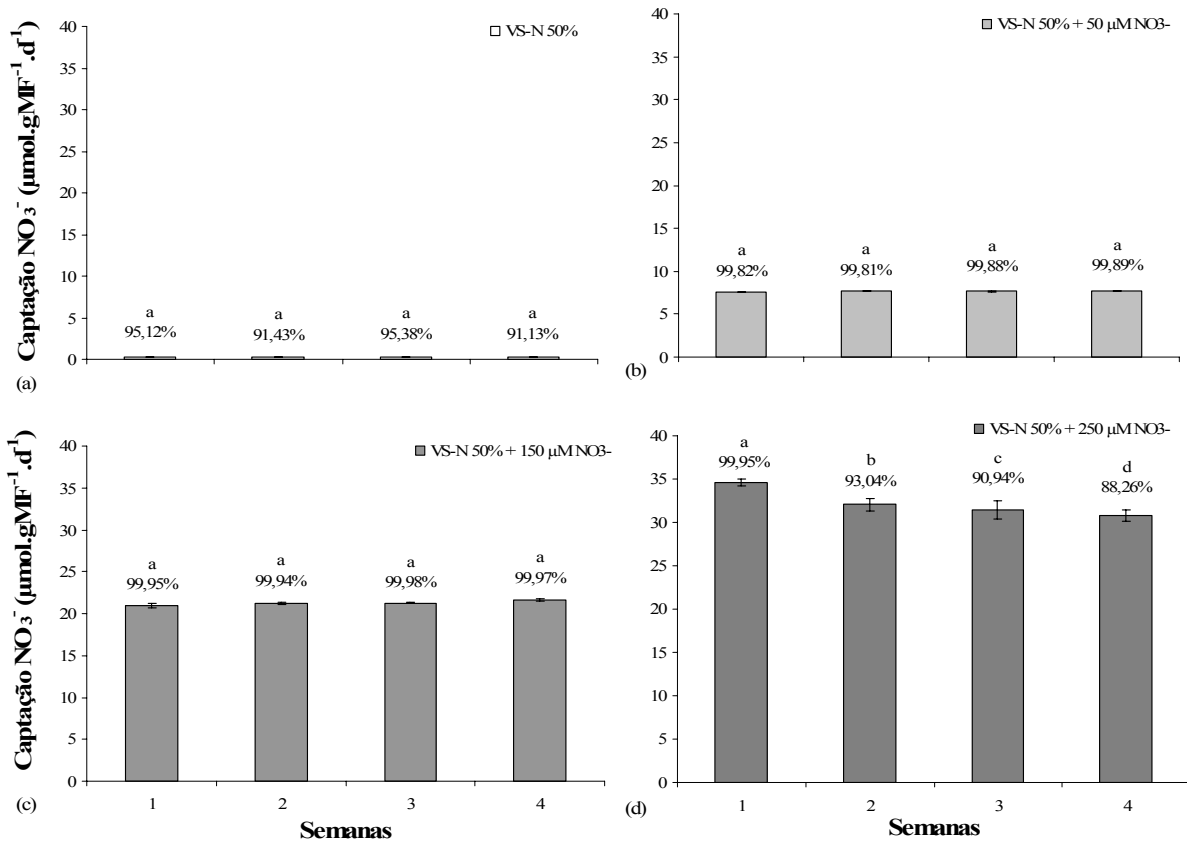 VS-N 50%
40
35
30
25
20
15
10
5
0
Captação NO₃⁻ (µmol.gMF⁻¹.d⁻¹)
a a a a
95,12% 91,43% 95,38% 91,13%
(a)
VS-N 50% + 50 µM NO3-
40
35
30
25
20
15
10
5
0
a a a a
99,82% 99,81% 99,88% 99,89%
(b)
VS-N 50% + 150 µM NO3-
40
35
30
25
20
15
10
5
0
Captação NO₃⁻ (µmol.gMF⁻¹.d⁻¹)
a a a a
99,95% 99,94% 99,98% 99,97%
(c)
1 2 3 4
Semanas
VS-N 50% + 250 µM NO3-
40
35
30
25
20
15
10
5
0
a b c d
99,95% 93,04% 90,94% 88,26%
(d)
1 2 3 4
Semanas